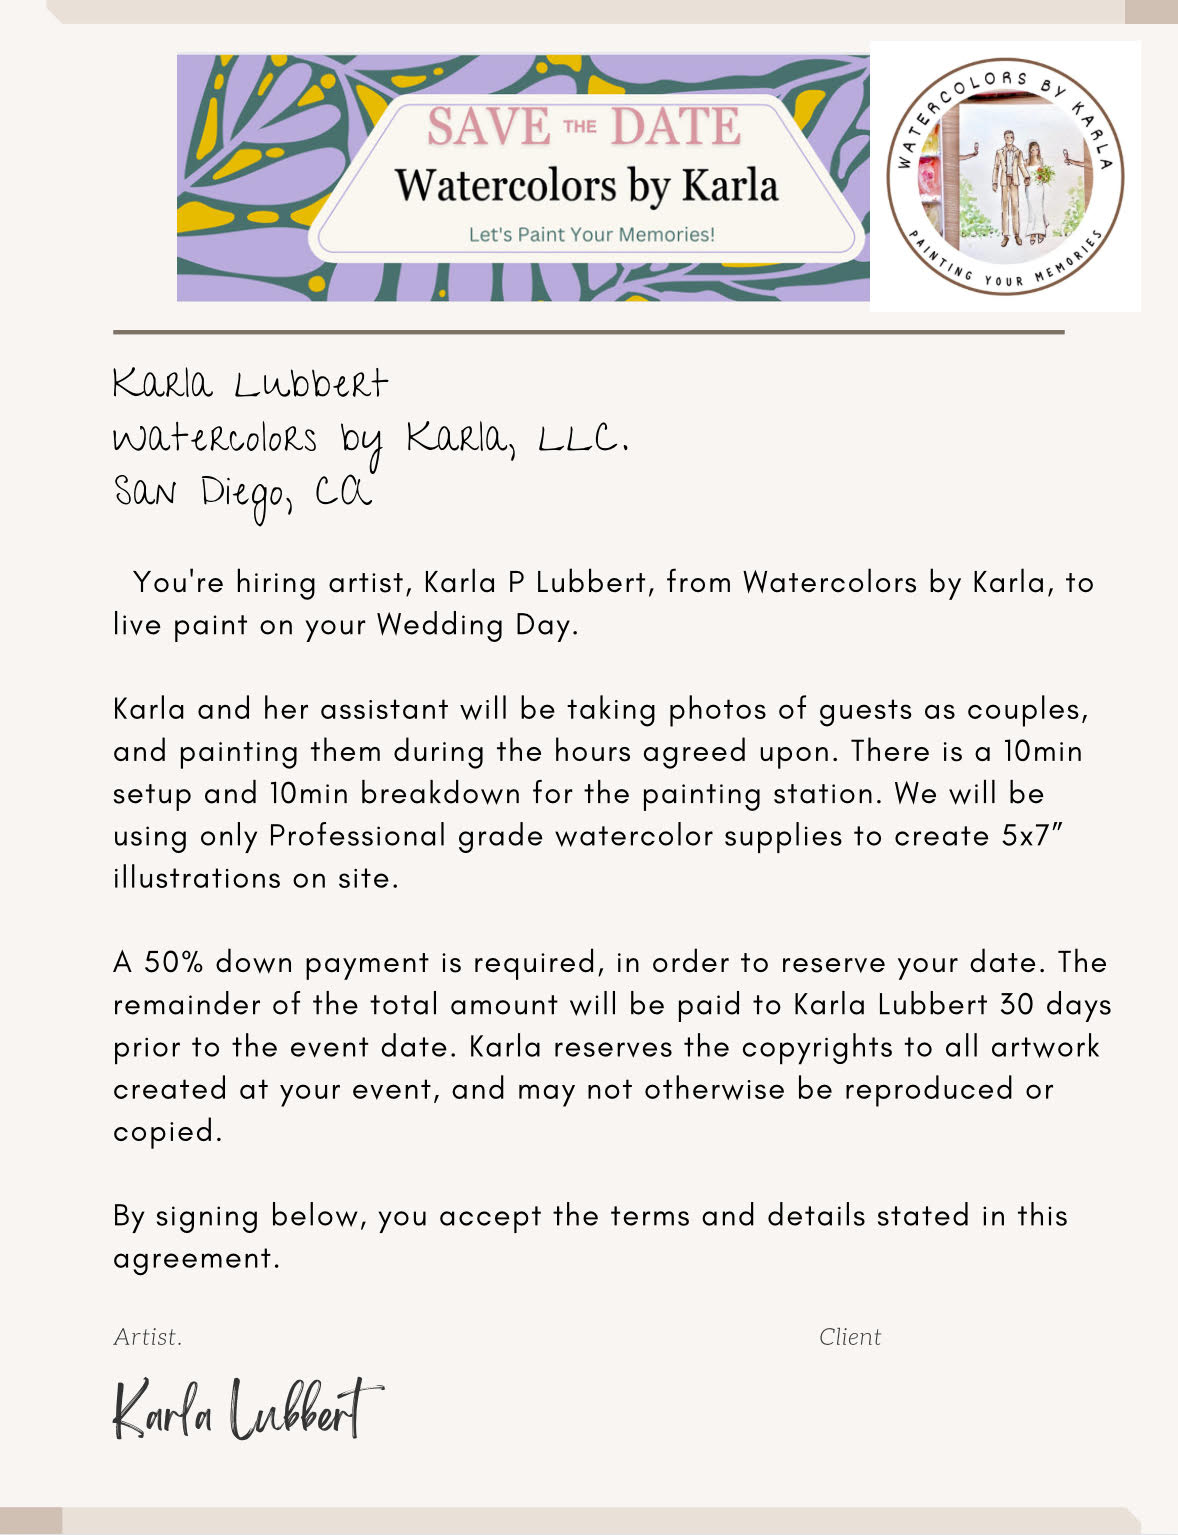 SAVE THE DATE
Watercolors by Karla
Let's Paint Your Memories!
WATERCOLORS BY KARLA
PAINTING YOUR MEMORIES
Karla Lubbert
Watercolors by Karla, LLC.
San Diego, CA
You're hiring artist, Karla P Lubbert, from Watercolors by Karla, to
live paint on your Wedding Day.
Karla and her assistant will be taking photos of guests as couples,
and painting them during the hours agreed upon. There is a 10min
setup and 10min breakdown for the painting station. We will be
using only Professional grade watercolor supplies to create 5x7”
illustrations on site.
A 50% down payment is required, in order to reserve your date. The
remainder of the total amount will be paid to Karla Lubbert 30 days
prior to the event date. Karla reserves the copyrights to all artwork
created at your event, and may not otherwise be reproduced or
copied.
By signing below, you accept the terms and details stated in this
agreement.
Artist. Client
Karla Lubbert